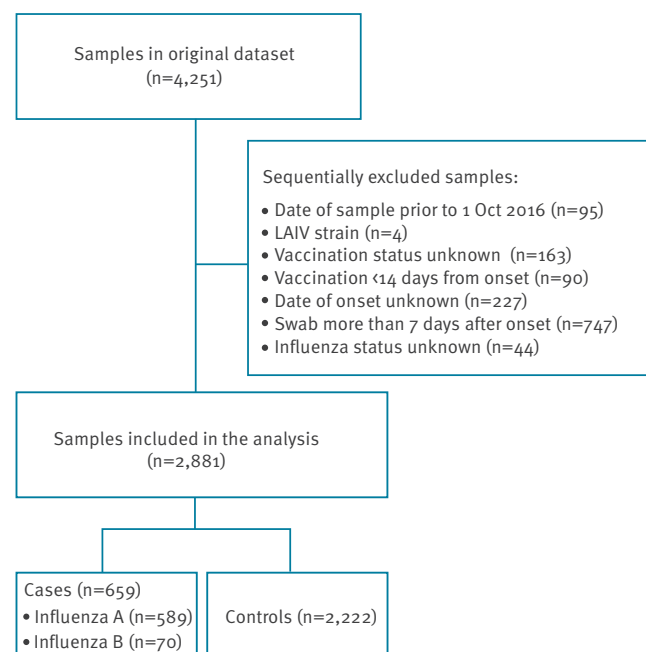 Samples in original dataset
(n=4,251)
Sequentially excluded samples:
• Date of sample prior to 1 Oct 2016 (n=95)
• LAIV strain (n=4)
• Vaccination status unknown (n=163)
• Vaccination <14 days from onset (n=90)
• Date of onset unknown (n=227)
• Swab more than 7 days after onset (n=747)
• Influenza status unknown (n=44)
Samples included in the analysis
(n=2,881)
Cases (n=659)
• Influenza A (n=589)
• Influenza B (n=70)
Controls (n=2,222)